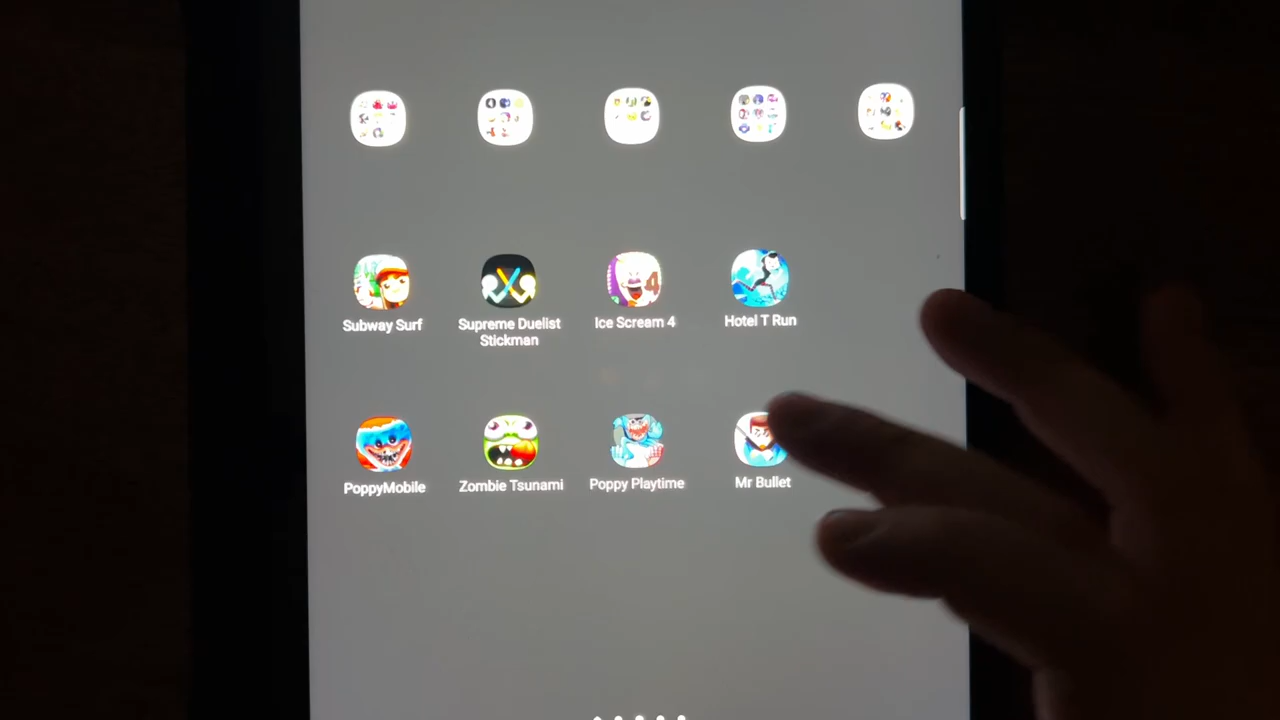 Subway Surf
Supreme Duelist
Stickman
Ice Scream 4
Hotel T Run
PoppyMobile
Zombie Tsunami
Poppy Playtime
Mr Bullet